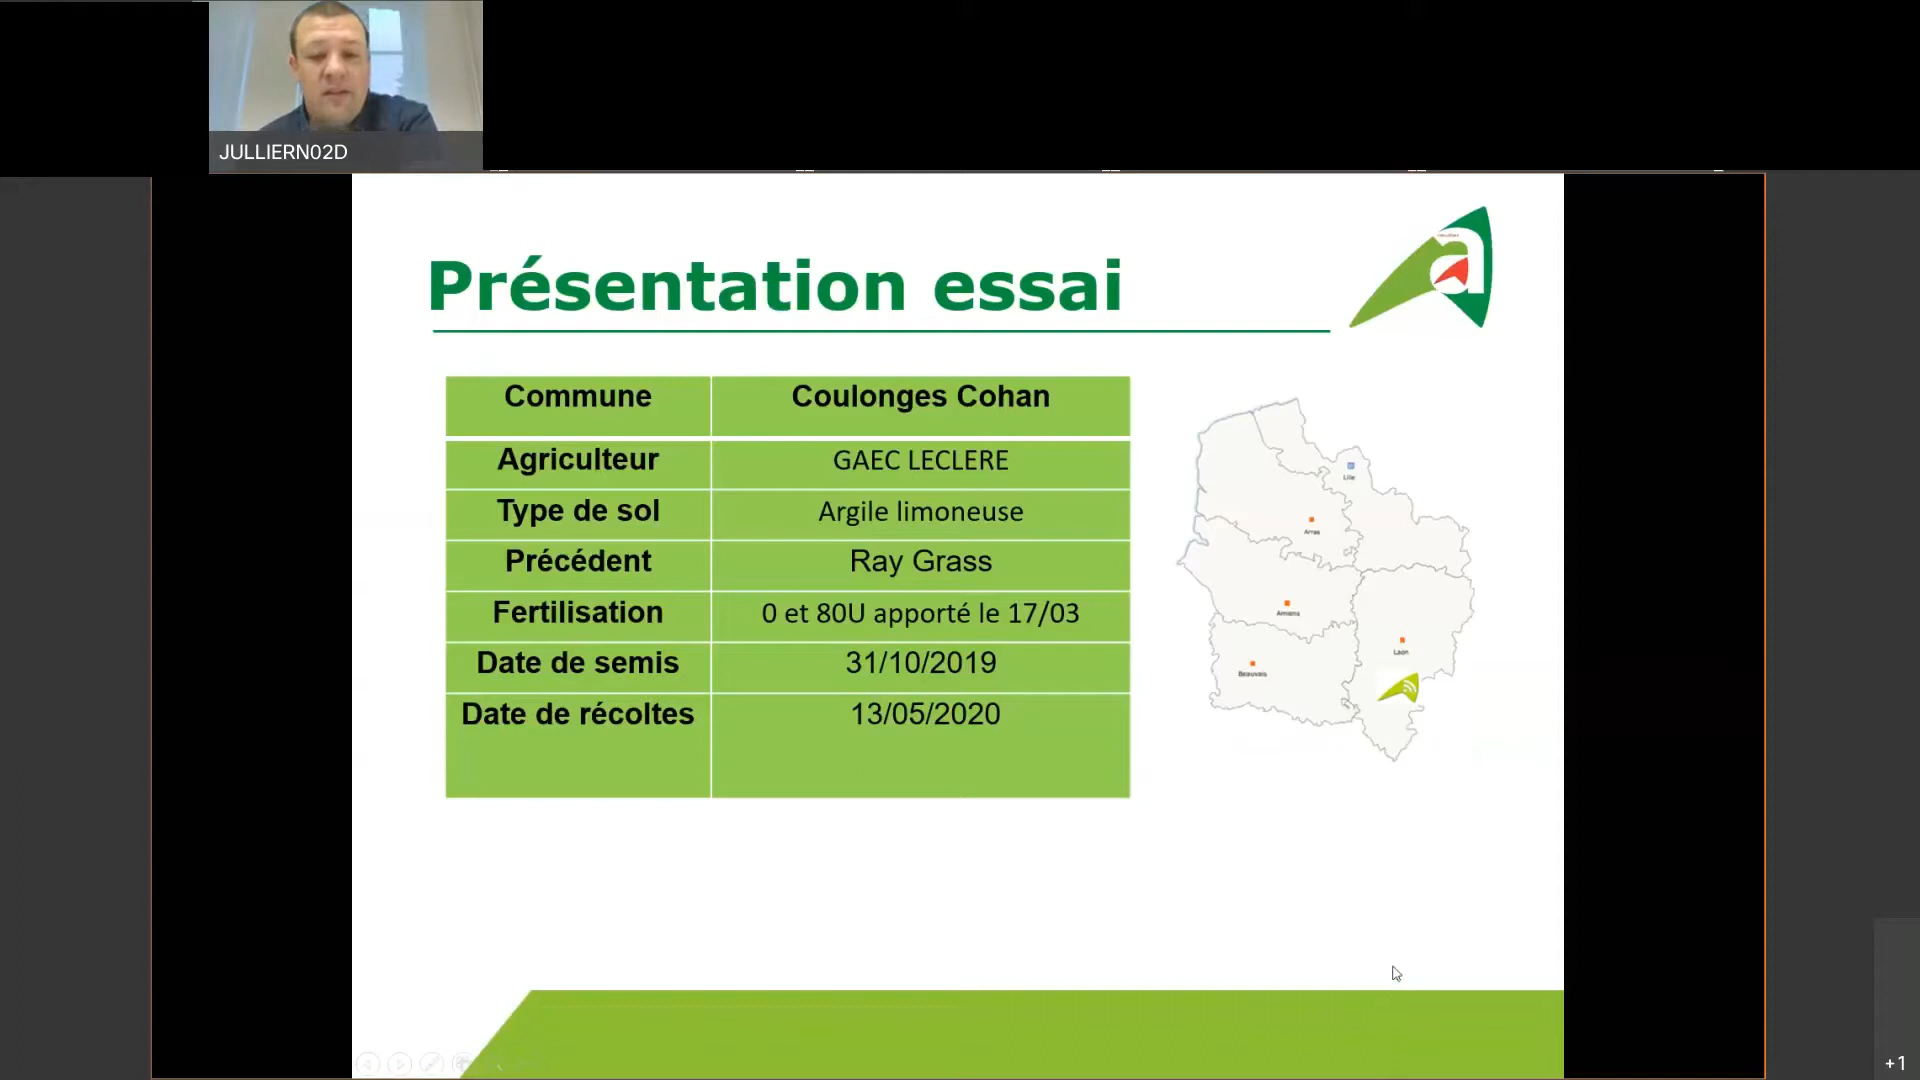 JULLIERN02D
Présentation essai
Commune Coulonges Cohan
Agriculteur GAEC LECLERE
Type de sol Argile limoneuse
Précédent Ray Grass
Fertilisation 0 et 80U apporté le 17/03
Date de semis 31/10/2019
Date de récoltes 13/05/2020
Lille
Arras
Amiens
Laon
Beauvais
a
+1